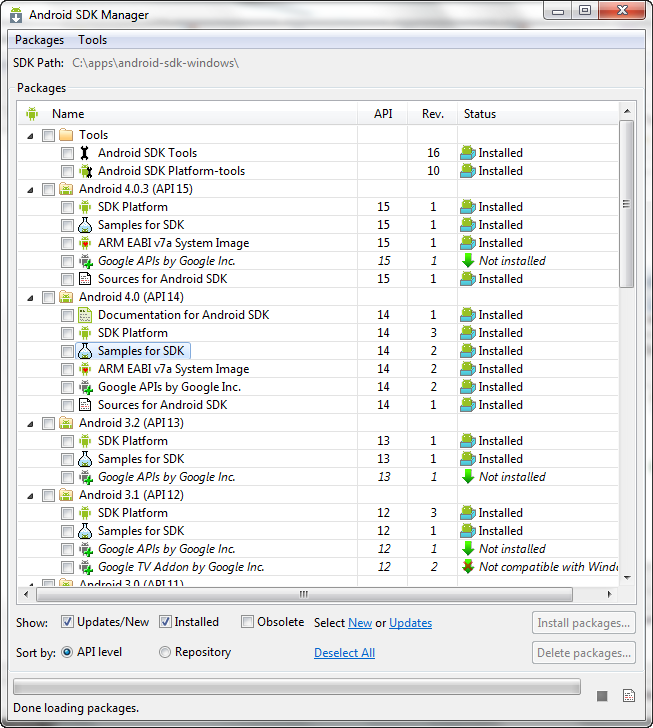 Android SDK Manager
Packages Tools
SDK Path: C:\apps\android-sdk-windows\
Packages
Name API Rev. Status
Tools
Android SDK Tools 16 Installed
Android SDK Platform-tools 10 Installed
Android 4.0.3 (API 15)
SDK Platform 15 1 Installed
Samples for SDK 15 1 Installed
ARM EABI v7a System Image 15 1 Installed
Google APIs by Google Inc. 15 1 Not installed
Sources for Android SDK 15 1 Installed
Android 4.0 (API 14)
Documentation for Android SDK 14 1 Installed
SDK Platform 14 3 Installed
Samples for SDK 14 2 Installed
ARM EABI v7a System Image 14 2 Installed
Google APIs by Google Inc. 14 2 Installed
Sources for Android SDK 14 1 Installed
Android 3.2 (API 13)
SDK Platform 13 1 Installed
Samples for SDK 13 1 Installed
Google APIs by Google Inc. 13 1 Not installed
Android 3.1 (API 12)
SDK Platform 12 3 Installed
Samples for SDK 12 1 Installed
Google APIs by Google Inc. 12 1 Not installed
Google TV Addon by Google Inc. 12 2 Not compatible with Windo
Android 3.0 (API 11)
Show: Updates/New Installed Obsolete Select New or Updates Install packages...
Sort by: API level Repository Deselect All Delete packages...
Done loading packages.